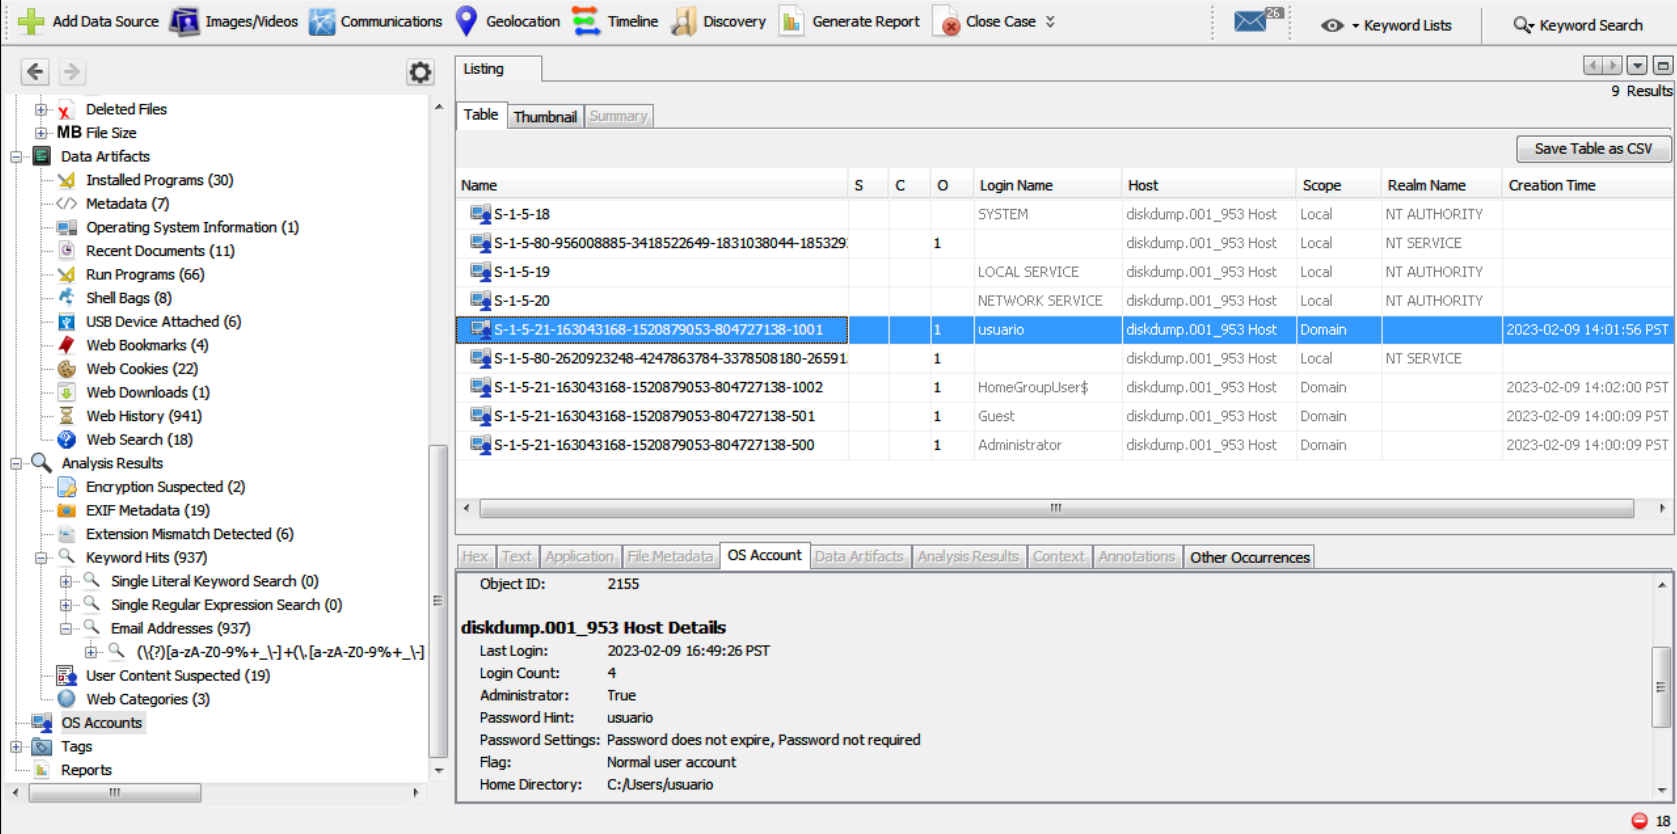 Add Data Source Images/Videos Communications Geolocation Timeline Discovery Generate Report Close Case 26 Keyword Lists Keyword Search
Listing
9 Results
Table Thumbnail Summary
Save Table as CSV
Deleted Files
MB File Size
Data Artifacts
Installed Programs (30)
Metadata (7)
Operating System Information (1)
Recent Documents (11)
Run Programs (66)
Shell Bags (8)
USB Device Attached (6)
Web Bookmarks (4)
Web Cookies (22)
Web Downloads (1)
Web History (941)
Web Search (18)
Analysis Results
Encryption Suspected (2)
EXIF Metadata (19)
Extension Mismatch Detected (6)
Keyword Hits (937)
Single Literal Keyword Search (0)
Single Regular Expression Search (0)
Email Addresses (937)
(\{?)[a-zA-Z0-9%+_\-]+(\.[a-zA-Z0-9%+_\-]
User Content Suspected (19)
Web Categories (3)
OS Accounts
Tags
Reports
Name S C O Login Name Host Scope Realm Name Creation Time
S-1-5-18 SYSTEM diskdump.001_953 Host Local NT AUTHORITY
S-1-5-80-956008885-3418522649-1831038044-185329 1 diskdump.001_953 Host Local NT SERVICE
S-1-5-19 LOCAL SERVICE diskdump.001_953 Host Local NT AUTHORITY
S-1-5-20 NETWORK SERVICE diskdump.001_953 Host Local NT AUTHORITY
S-1-5-21-163043168-1520879053-804727138-1001 1 usuario diskdump.001_953 Host Domain 2023-02-09 14:01:56 PST
S-1-5-80-2620923248-4247863784-3378508180-26591 1 diskdump.001_953 Host Local NT SERVICE
S-1-5-21-163043168-1520879053-804727138-1002 1 HomeGroupUser$ diskdump.001_953 Host Domain 2023-02-09 14:02:00 PST
S-1-5-21-163043168-1520879053-804727138-501 1 Guest diskdump.001_953 Host Domain 2023-02-09 14:00:09 PST
S-1-5-21-163043168-1520879053-804727138-500 1 Administrator diskdump.001_953 Host Domain 2023-02-09 14:00:09 PST
Hex Text Application File Metadata OS Account Data Artifacts Analysis Results Context Annotations Other Occurrences
Object ID: 2155
diskdump.001_953 Host Details
Last Login: 2023-02-09 16:49:26 PST
Login Count: 4
Administrator: True
Password Hint: usuario
Password Settings: Password does not expire, Password not required
Flag: Normal user account
Home Directory: C:/Users/usuario
18